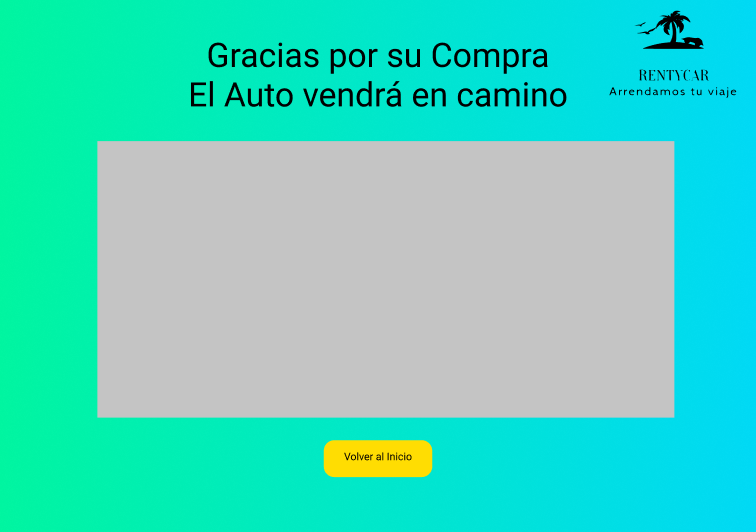 Gracias por su Compra
El Auto vendrá en camino
RENTYCAR
Arrendamos tu viaje
Volver al Inicio